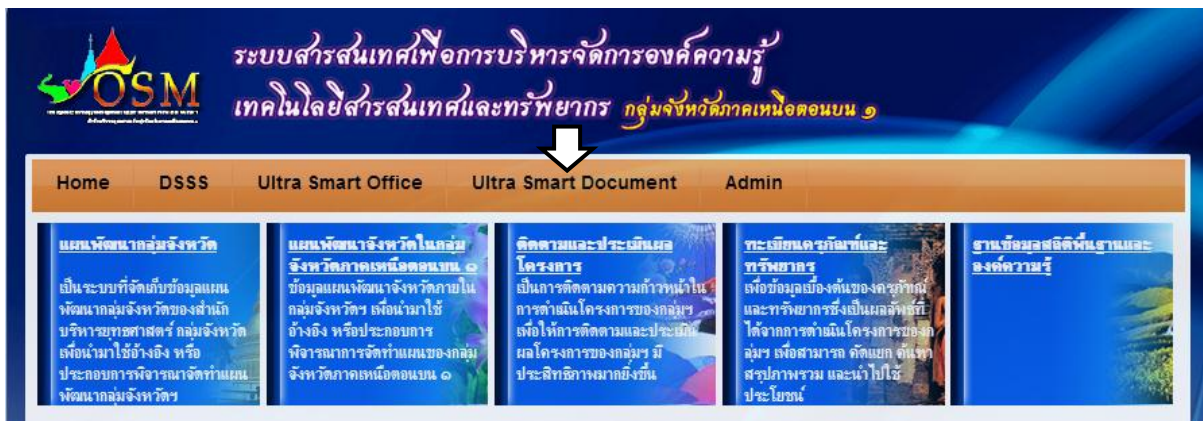 ระบบสารสนเทศเพื่อการบริหารจัดการองค์ความรู้
OSM
เทคโนโลยีสารสนเทศและทรัพยากร กลุ่มจังหวัดภาคเหนือตอนบน ๑
Home DSSS Ultra Smart Office Ultra Smart Document Admin
แผนพัฒนากลุ่มจังหวัด
เป็นระบบที่จัดเก็บข้อมูลแผน
พัฒนากลุ่มจังหวัดของสำนัก
บริหารยุทธศาสตร์ กลุ่มจังหวัด
เพื่อนำมาใช้อ้างอิง หรือ
ประกอบการพิจารณาจัดทำแผน
พัฒนากลุ่มจังหวัดฯ
แผนพัฒนาจังหวัดในกลุ่ม
จังหวัดภาคเหนือตอนบน ๑
ข้อมูลแผนพัฒนาจังหวัดภายใน
กลุ่มจังหวัดฯ เพื่อนำมาใช้
อ้างอิง หรือประกอบการ
พิจารณาการจัดทำแผนของกลุ่ม
จังหวัดภาคเหนือตอนบน ๑
ติดตามและประเมินผล
โครงการ
เป็นการติดตามความก้าวหน้าใน
การดำเนินโครงการของกลุ่มฯ
เพื่อให้การติดตามและประเมิน
ผลโครงการของกลุ่มฯ มี
ประสิทธิภาพมากยิ่งขึ้น
ทะเบียนครุภัณฑ์และ
ทรัพยากร
เพื่อข้อมูลเบื้องต้นของครุภัณฑ์
และทรัพยากรซึ่งเป็นผลลัพธ์ที่
ได้จากการดำเนินโครงการของก
ลุ่มฯ เพื่อสามารถ คัดแยก ค้นหา
สรุปภาพรวม และนำไปใช้
ประโยชน์
ฐานข้อมูลสถิติพื้นฐานและ
องค์ความรู้